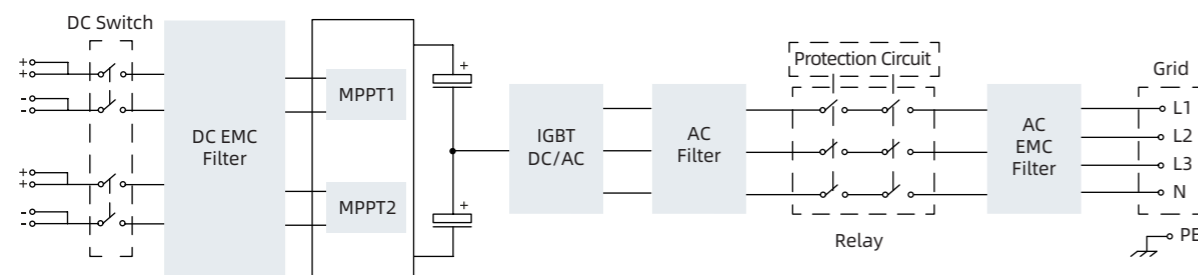 DC Switch
+
+
-
-
+
+
-
-
DC EMC
Filter
MPPT1
MPPT2
+
+
IGBT
DC/AC
AC
Filter
Protection Circuit
Relay
AC
EMC
Filter
Grid
L1
L2
L3
N
PE